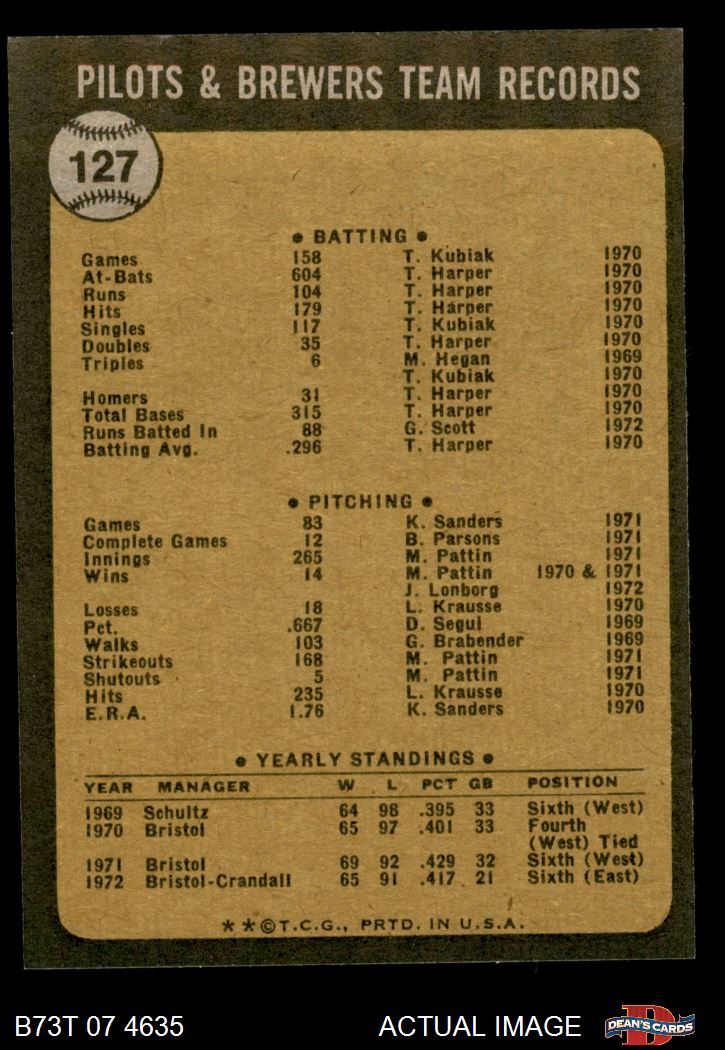 PILOTS & BREWERS TEAM RECORDS
127
• BATTING •
Games 158 T. Kubiak 1970
At-Bats 604 T. Harper 1970
Runs 104 T. Harper 1970
Hits 179 T. Harper 1970
Singles 117 T. Kubiak 1970
Doubles 35 T. Harper 1970
Triples 6 M. Hegan 1969
T. Kubiak 1970
Homers 31 T. Harper 1970
Total Bases 315 T. Harper 1970
Runs Batted In 88 G. Scott 1972
Batting Avg. .296 T. Harper 1970
• PITCHING •
Games 83 K. Sanders 1971
Complete Games 12 B. Parsons 1971
Innings 265 M. Pattin 1971
Wins 14 M. Pattin 1970 & 1971
J. Lonborg 1972
Losses 18 L. Krausse 1970
Pct. .667 D. Segui 1969
Walks 103 G. Brabender 1969
Strikeouts 168 M. Pattin 1971
Shutouts 5 M. Pattin 1971
Hits 235 L. Krausse 1970
E.R.A. 1.76 K. Sanders 1970
• YEARLY STANDINGS •
YEAR MANAGER W L PCT GB POSITION
1969 Schultz 64 98 .395 33 Sixth (West)
1970 Bristol 65 97 .401 33 Fourth
(West) Tied
1971 Bristol 69 92 .429 32 Sixth (West)
1972 Bristol-Crandall 65 91 .417 21 Sixth (East)
* * © T.C.G., PRTD. IN U.S.A.
B73T 07 4635 ACTUAL IMAGE
D
DEAN'S CARDS